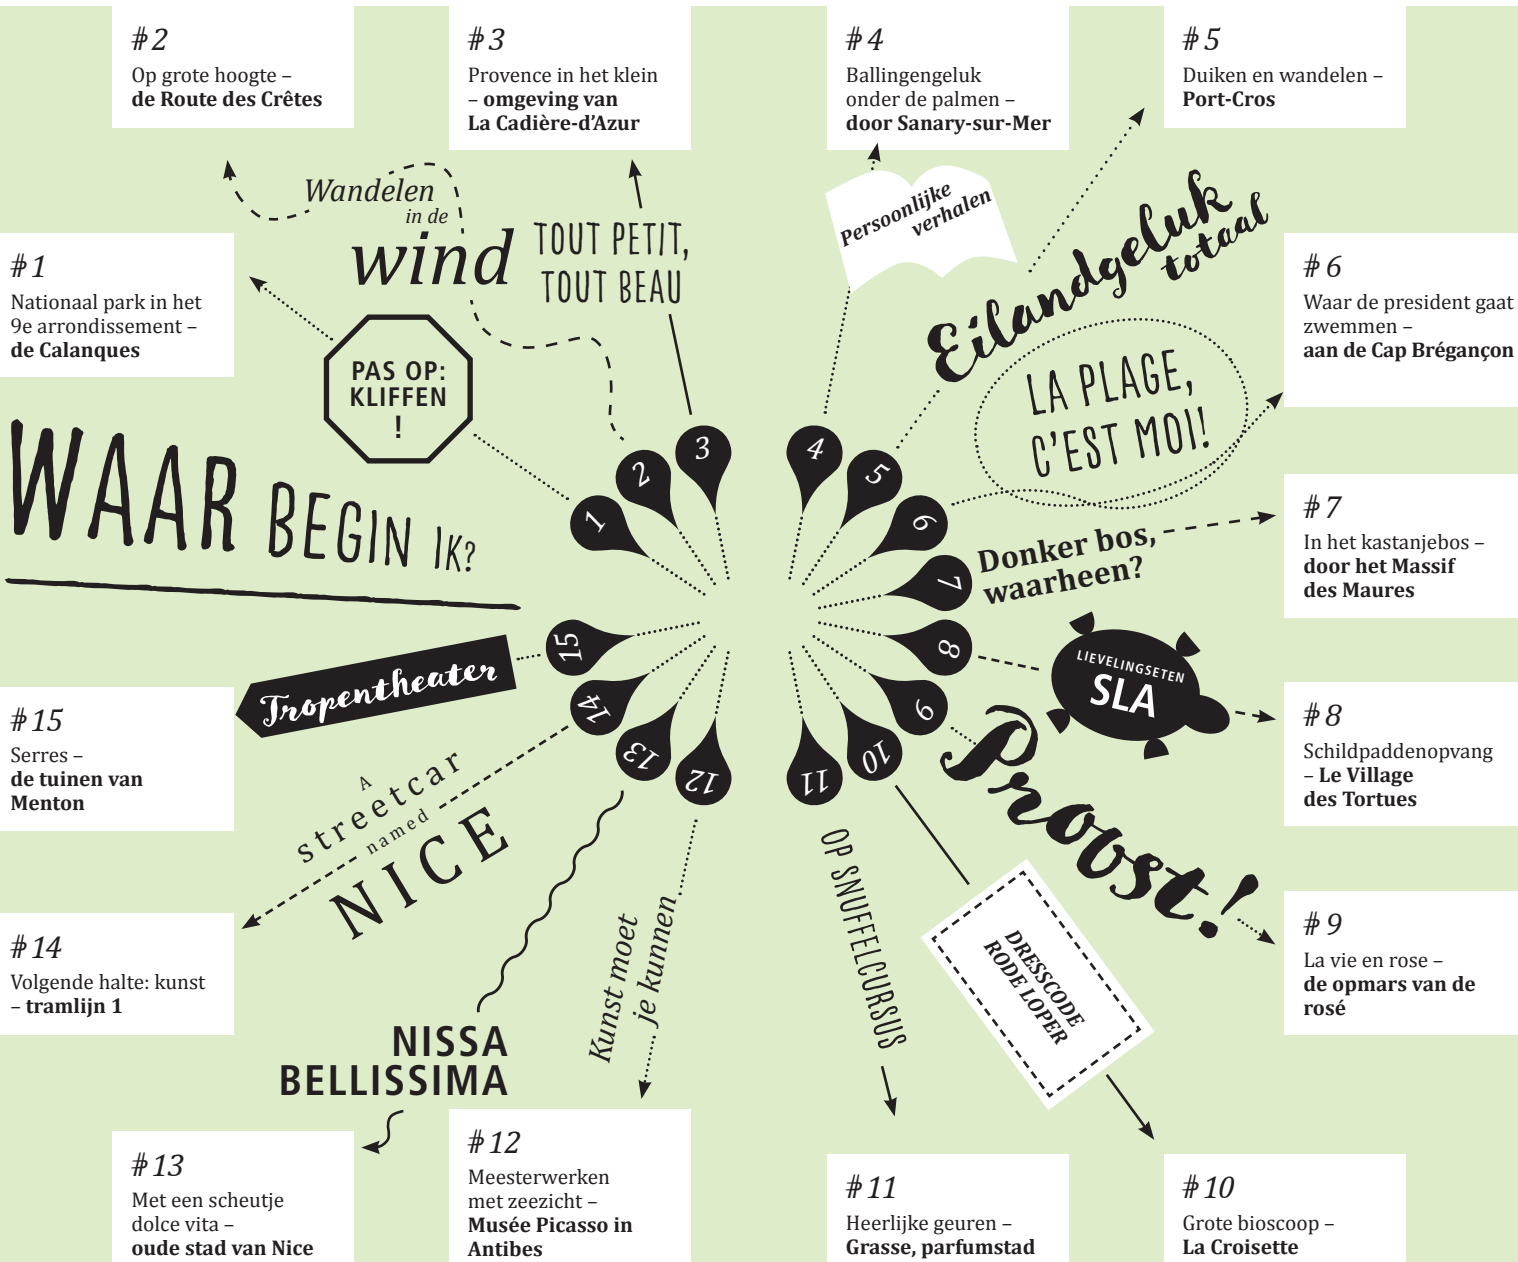 #2
Op grote hoogte –
de Route des Crêtes
#3
Provence in het klein
– omgeving van
La Cadière-d'Azur
#4
Ballingengeluk
onder de palmen –
door Sanary-sur-Mer
#5
Duiken en wandelen –
Port-Cros
Wandelen
in de
wind
TOUT PETIT,
TOUT BEAU
Persoonlijke
verhalen
Eilandgeluk
totaal
#1
Nationaal park in het
9e arrondissement –
de Calanques
#6
Waar de president gaat
zwemmen –
aan de Cap Brégançon
PAS OP:
KLIFFEN
!
LA PLAGE,
C'EST MOI!
WAAR BEGIN IK?
1
2
3
4
5
6
7
8
9
10
11
12
13
14
15
Donker bos,
waarheen?
#7
In het kastanjebos –
door het Massif
des Maures
Tropentheater
LIEVELINGSETEN
SLA
#15
Serres –
de tuinen van
Menton
#8
Schildpaddenopvang
– Le Village
des Tortues
A
streetcar
named
NICE
Proost!
OP SNUFFELCURSUS
DRESSCODE
RODE LOPER
Kunst moet
je kunnen
#14
Volgende halte: kunst
– tramlijn 1
#9
La vie en rose –
de opmars van de
rosé
NISSA
BELLISSIMA
#13
Met een scheutje
dolce vita –
oude stad van Nice
#12
Meesterwerken
met zeezicht –
Musée Picasso in
Antibes
#11
Heerlijke geuren –
Grasse, parfumstad
#10
Grote bioscoop –
La Croisette